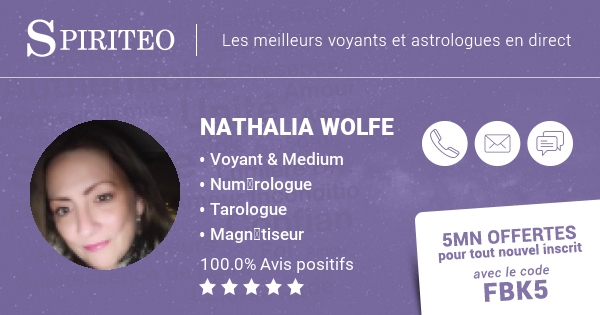 SPIRITEO
Les meilleurs voyants et astrologues en direct
NATHALIA WOLFE
• Voyant & Medium
• Num▯rologue
• Tarologue
• Magn▯tiseur
100.0% Avis positifs
5MN OFFERTES
pour tout nouvel inscrit
avec le code
FBK5